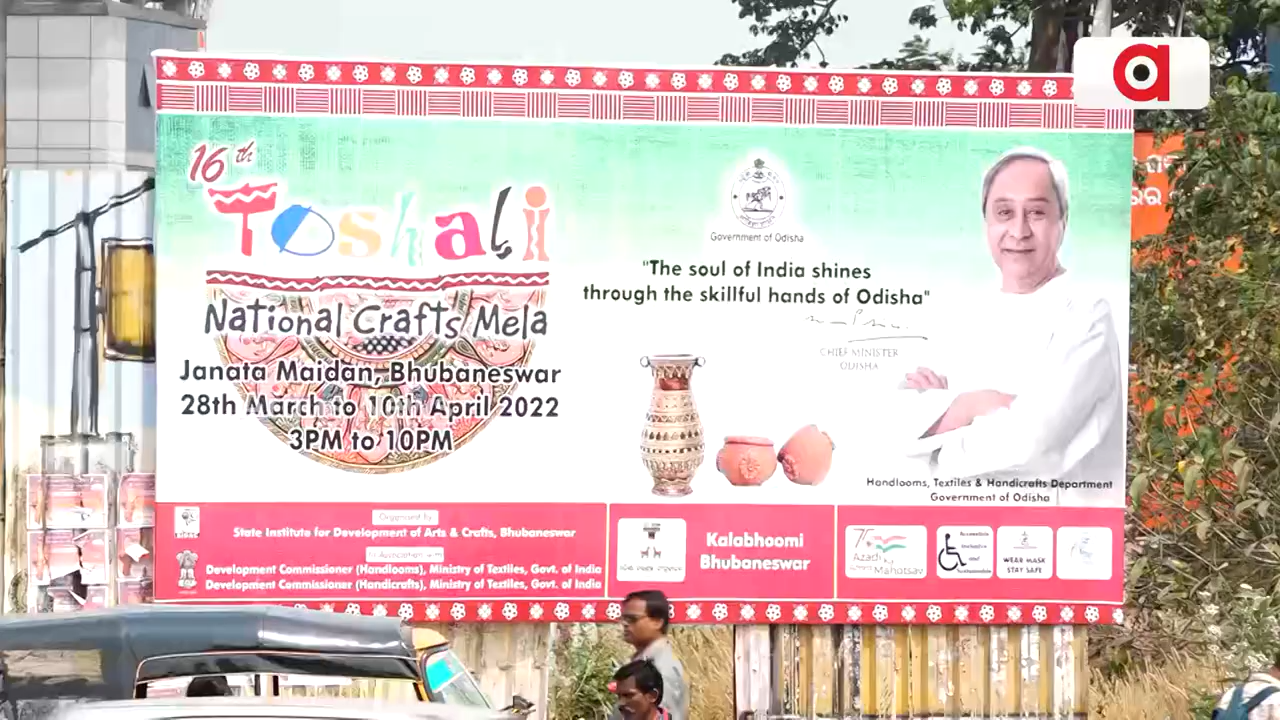 a
16th
Toshali
National Crafts Mela
Janata Maidan, Bhubaneswar
28th March to 10th April 2022
3PM to 10PM
Government of Odisha
"The soul of India shines
through the skillful hands of Odisha"
CHIEF MINISTER
ODISHA
Handlooms, Textiles & Handicrafts Department
Government of Odisha
Organised by
State Institute for Development of Arts & Crafts, Bhubaneswar
In Association with
Development Commissioner (Handlooms), Ministry of Textiles, Govt. of India
Development Commissioner (Handicrafts), Ministry of Textiles, Govt. of India
Kalabhoomi
Bhubaneswar
75
Azadi Ka
Mahotsav
Accessible
Inclusive
and
WEAR MASK
STAY SAFE